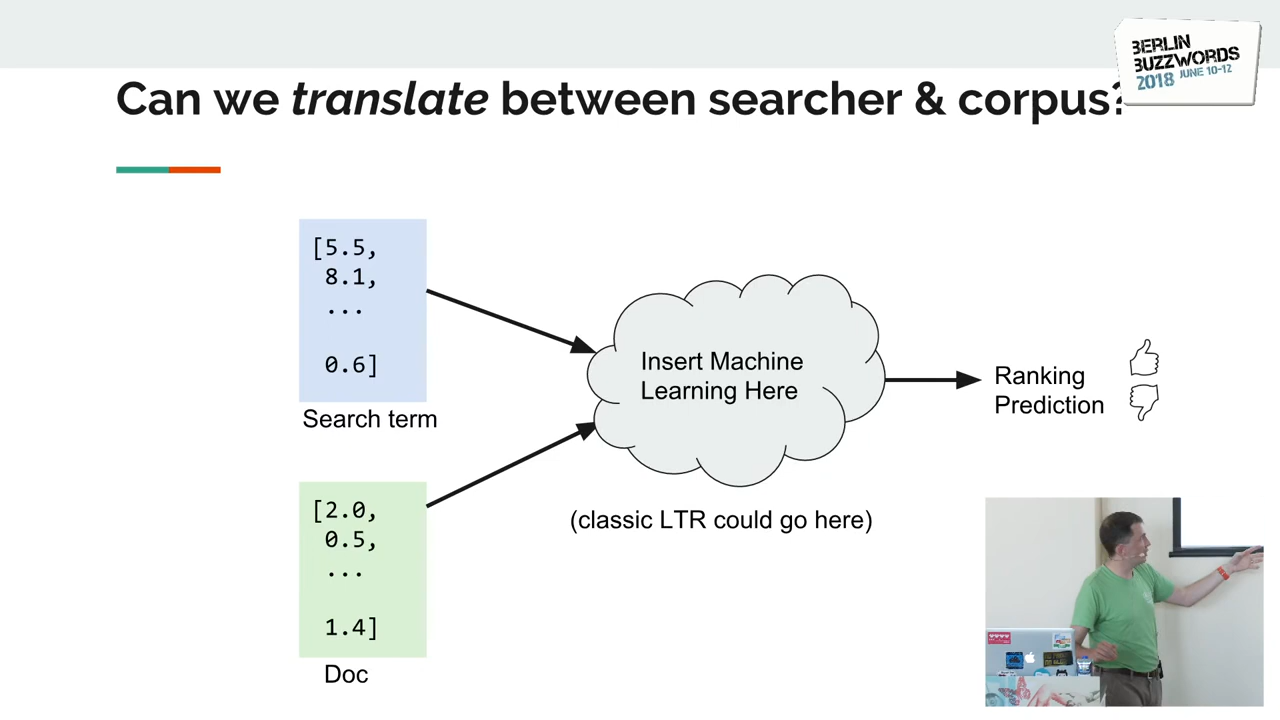 BERLIN
BUZZWORDS
2018 JUNE 10-12
Can we translate between searcher & corpus?
[5.5,
8.1,
...
0.6]
Search term
Insert Machine
Learning Here
Ranking
Prediction
(classic LTR could go here)
[2.0,
0.5,
...
1.4]
Doc